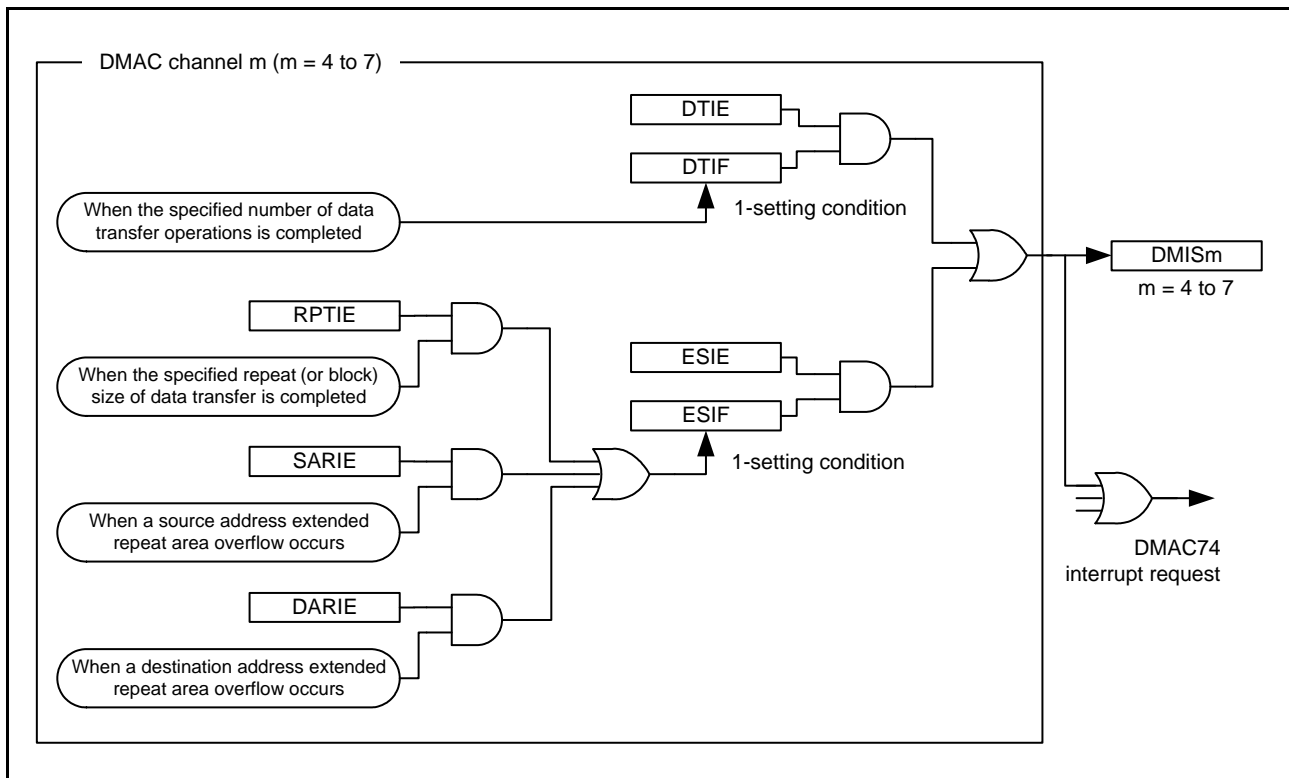 DMAC channel m (m = 4 to 7)
DTIE
DTIF
1-setting condition
When the specified number of data
transfer operations is completed
DMISm
m = 4 to 7
RPTIE
When the specified repeat (or block)
size of data transfer is completed
ESIE
ESIF
1-setting condition
SARIE
When a source address extended
repeat area overflow occurs
DMAC74
interrupt request
DARIE
When a destination address extended
repeat area overflow occurs